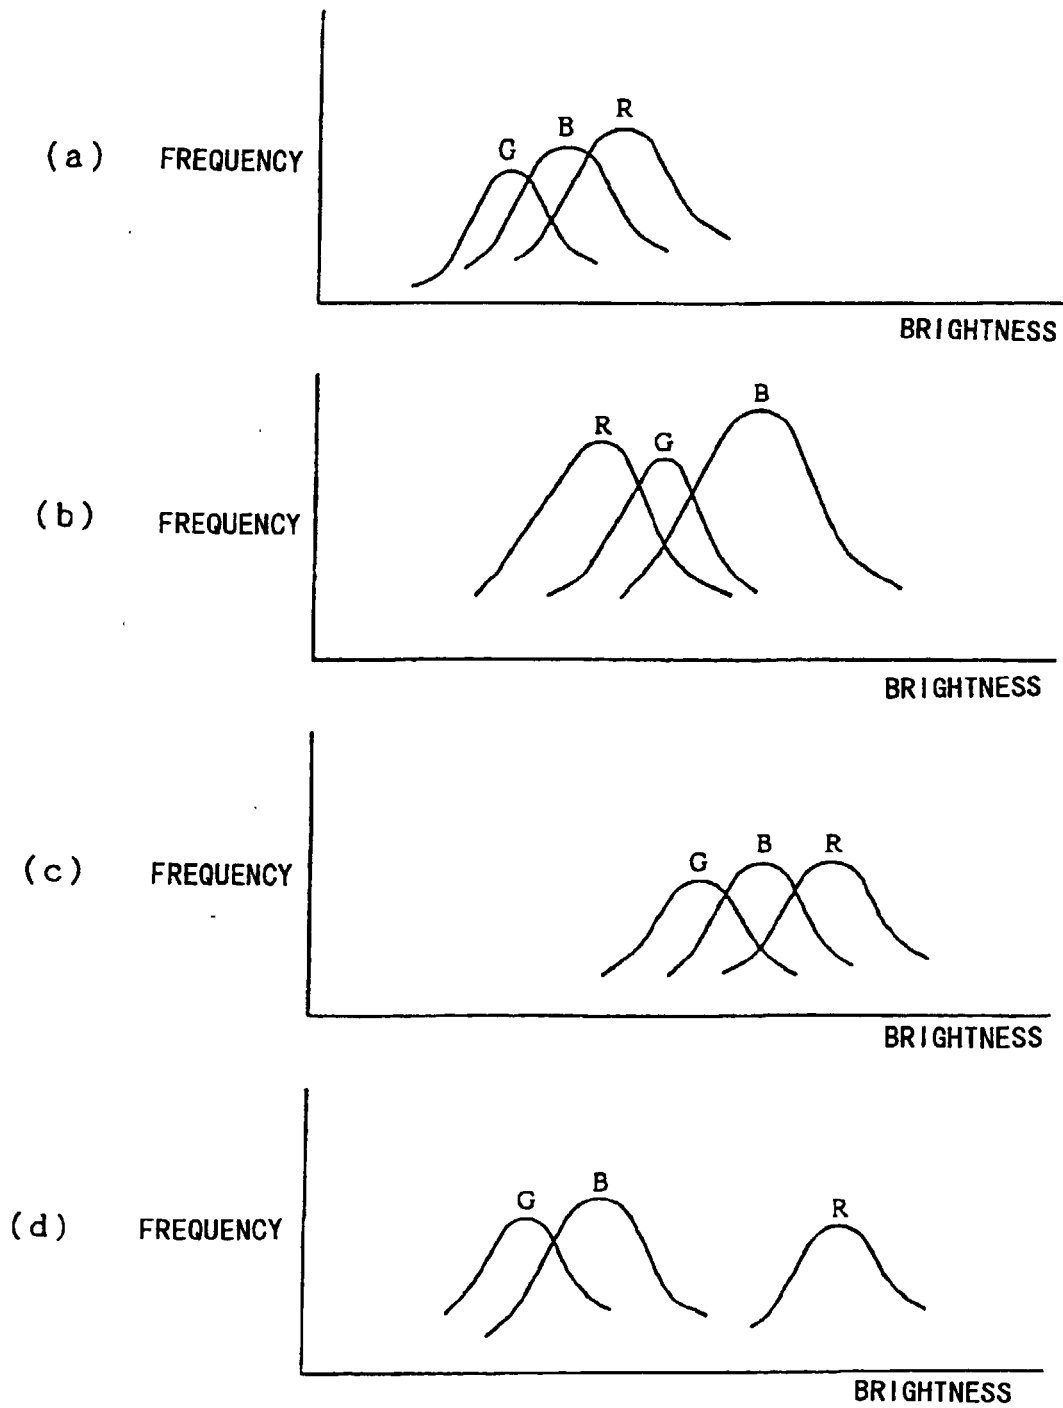 R
B
G
(a) FREQUENCY
BRIGHTNESS
B
R
G
(b) FREQUENCY
BRIGHTNESS
G B R
(c) FREQUENCY
BRIGHTNESS
G B R
(d) FREQUENCY
BRIGHTNESS